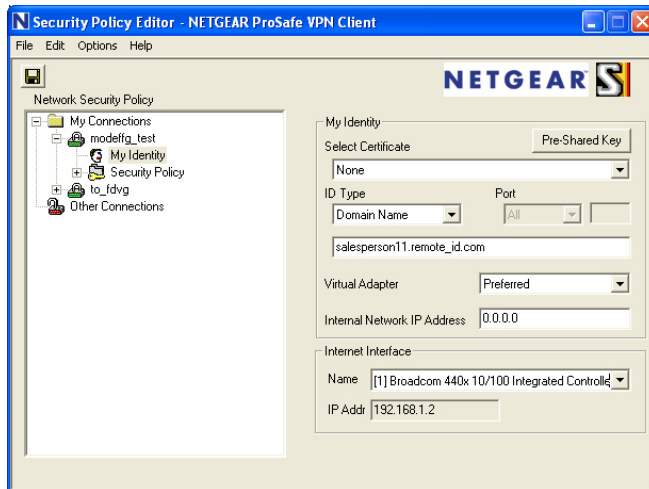 N Security Policy Editor - NETGEAR ProSafe VPN Client
File Edit Options Help
NETGEAR
Network Security Policy
My Connections
modeffg_test
My Identity
Security Policy
to_fdvg
Other Connections
My Identity
Select Certificate
Pre-Shared Key
None
ID Type
Port
Domain Name
All
salesperson11.remote_id.com
Virtual Adapter
Preferred
Internal Network IP Address
0.0.0.0
Internet Interface
Name
[1] Broadcom 440x 10/100 Integrated Controlle
IP Addr
192.168.1.2